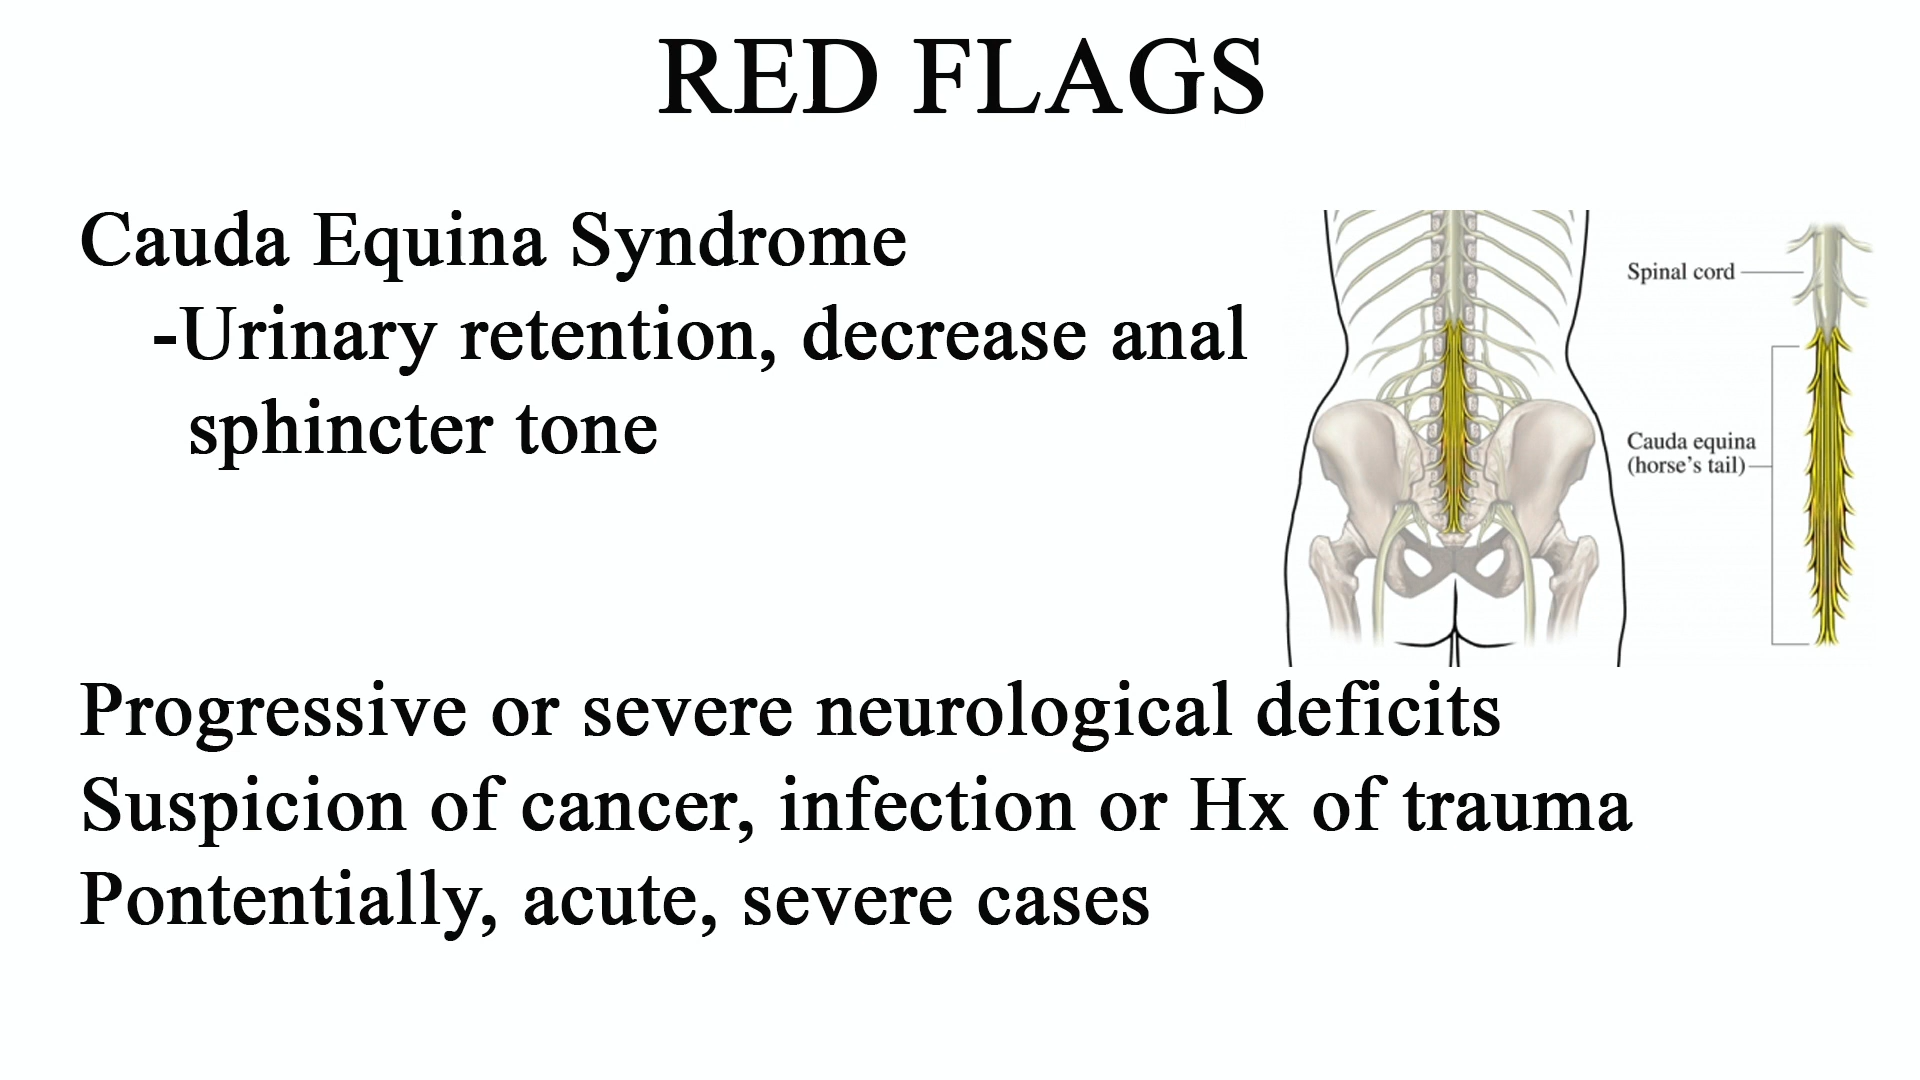 RED FLAGS
Cauda Equina Syndrome
-Urinary retention, decrease anal
sphincter tone
Spinal cord
Cauda equina
(horse's tail)
Progressive or severe neurological deficits
Suspicion of cancer, infection or Hx of trauma
Pontentially, acute, severe cases